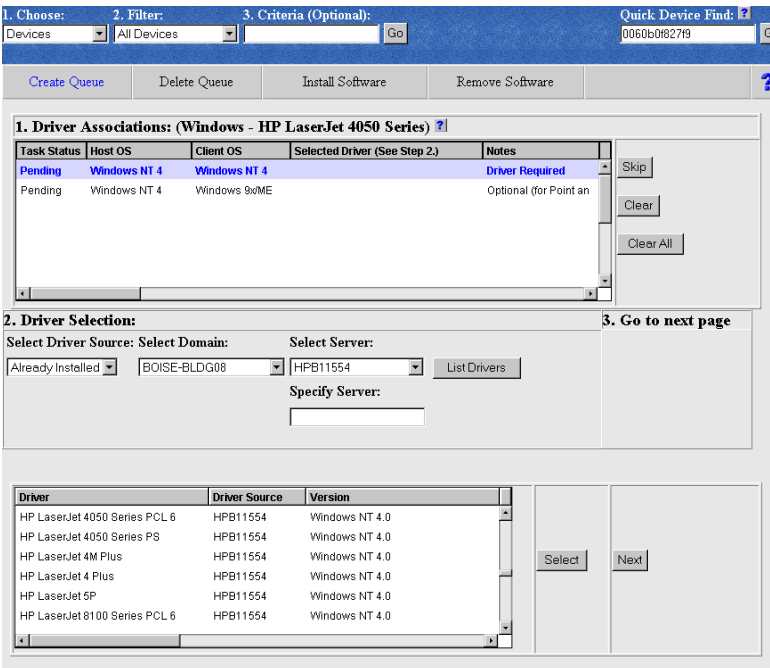 1. Choose: 2. Filter: 3. Criteria (Optional): Quick Device Find: ?
Devices All Devices Go 0060b0f827f9
Create Queue Delete Queue Install Software Remove Software ?
1. Driver Associations: (Windows - HP LaserJet 4050 Series) ?
Task Status Host OS Client OS Selected Driver (See Step 2.) Notes
Pending Windows NT 4 Windows NT 4 Driver Required
Pending Windows NT 4 Windows 9x/ME Optional (for Point an
Skip
Clear
Clear All
2. Driver Selection: 3. Go to next page
Select Driver Source: Select Domain: Select Server:
Already Installed BOISE-BLDG08 HPB11554 List Drivers
Specify Server:
Driver Driver Source Version
HP LaserJet 4050 Series PCL 6 HPB11554 Windows NT 4.0
HP LaserJet 4050 Series PS HPB11554 Windows NT 4.0
HP LaserJet 4M Plus HPB11554 Windows NT 4.0
HP LaserJet 4 Plus HPB11554 Windows NT 4.0
HP LaserJet 5P HPB11554 Windows NT 4.0
HP LaserJet 8100 Series PCL 6 HPB11554 Windows NT 4.0
Select Next